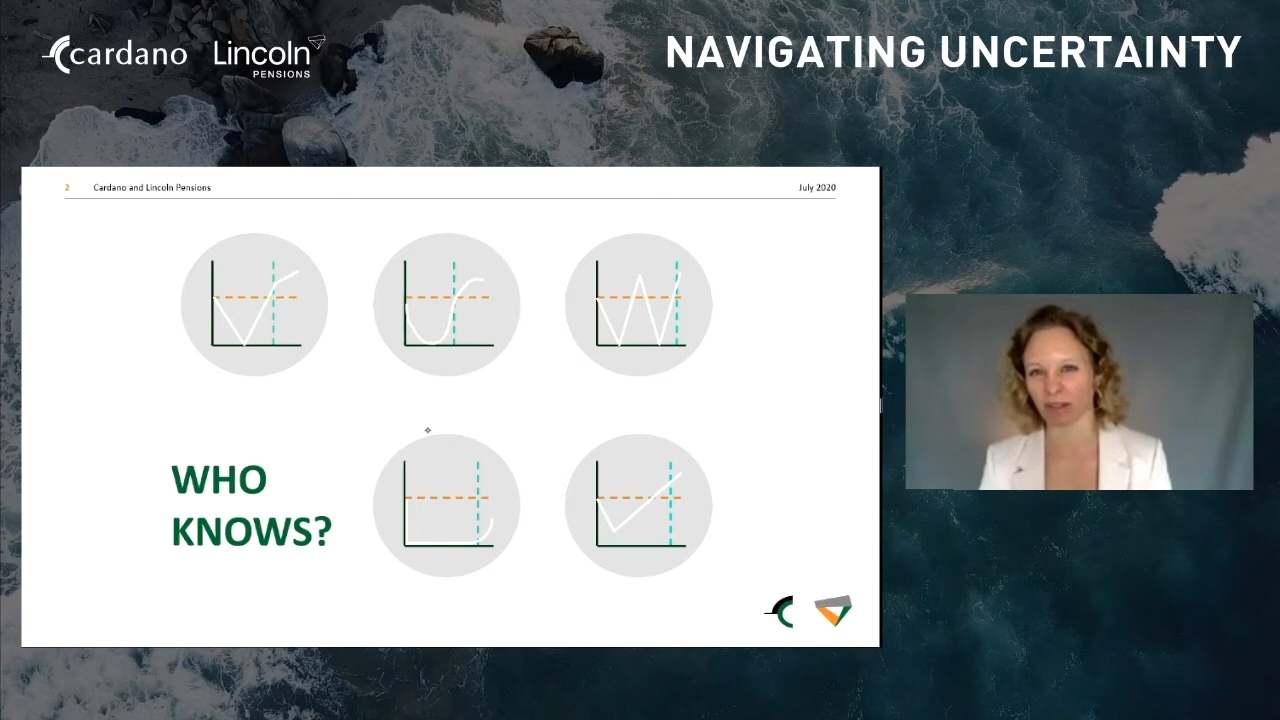 cardano
Lincoln
PENSIONS
NAVIGATING UNCERTAINTY
2 Cardano and Lincoln Pensions July 2020
WHO
KNOWS?